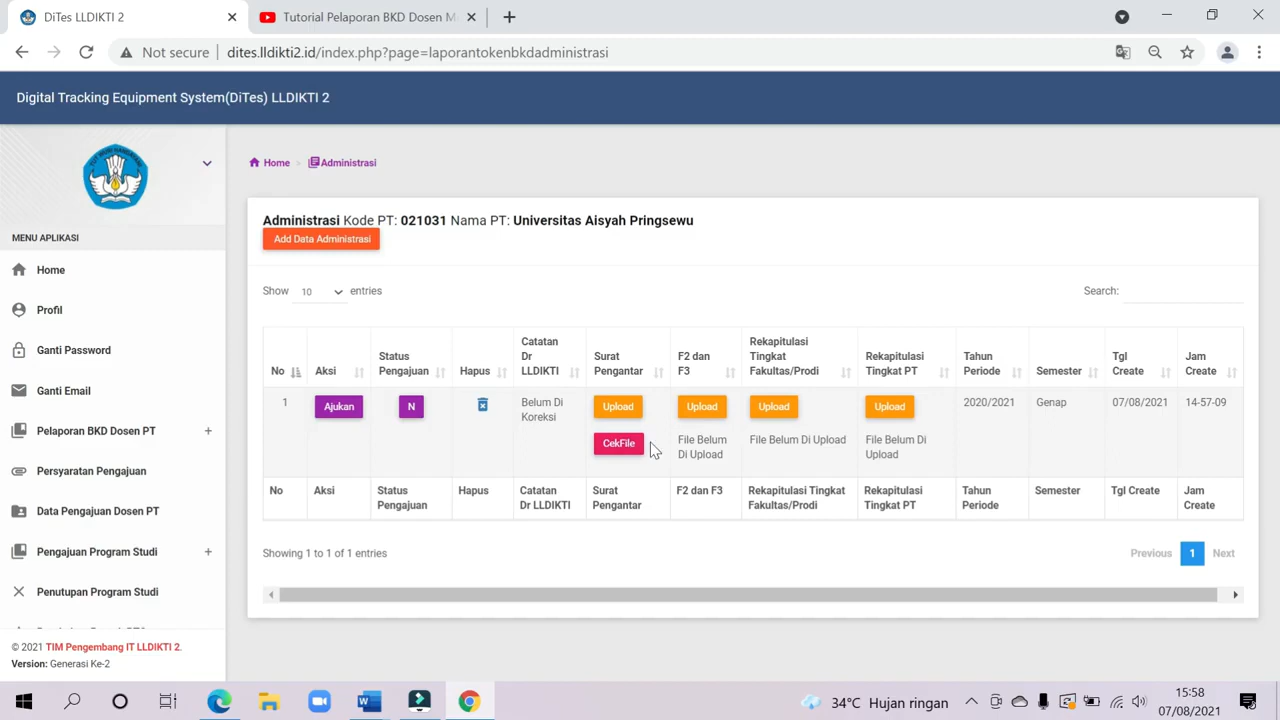 DiTes LLDIKTI 2
Tutorial Pelaporan BKD Dosen M
Not secure
dites.lldikti2.id/index.php?page=laporantokenbkdadministrasi
Digital Tracking Equipment System(DiTes) LLDIKTI 2
MENU APLIKASI
Home
Profil
Ganti Password
Ganti Email
Pelaporan BKD Dosen PT +
Persyaratan Pengajuan
Data Pengajuan Dosen PT
Pengajuan Program Studi +
Penutupan Program Studi
© 2021 TIM Pengembang IT LLDIKTI 2.
Version: Generasi Ke-2
Home > Administrasi
Administrasi Kode PT: 021031 Nama PT: Universitas Aisyah Pringsewu
Add Data Administrasi
Show 10 entries
Search:
No
Aksi
Status
Pengajuan
Hapus
Catatan
Dr
LLDIKTI
Surat
Pengantar
F2 dan
F3
Rekapitulasi
Tingkat
Fakultas/Prodi
Rekapitulasi
Tingkat PT
Tahun
Periode
Semester
Tgl
Create
Jam
Create
1
Ajukan
N
Belum Di
Koreksi
Upload
CekFile
Upload
File Belum
Di Upload
Upload
File Belum Di Upload
Upload
File Belum Di
Upload
2020/2021
Genap
07/08/2021
14-57-09
No
Aksi
Status
Pengajuan
Hapus
Catatan
Dr LLDIKTI
Surat
Pengantar
F2 dan F3
Rekapitulasi Tingkat
Fakultas/Prodi
Rekapitulasi
Tingkat PT
Tahun
Periode
Semester
Tgl Create
Jam
Create
Showing 1 to 1 of 1 entries
Previous 1 Next
34°C Hujan ringan
15:58
07/08/2021